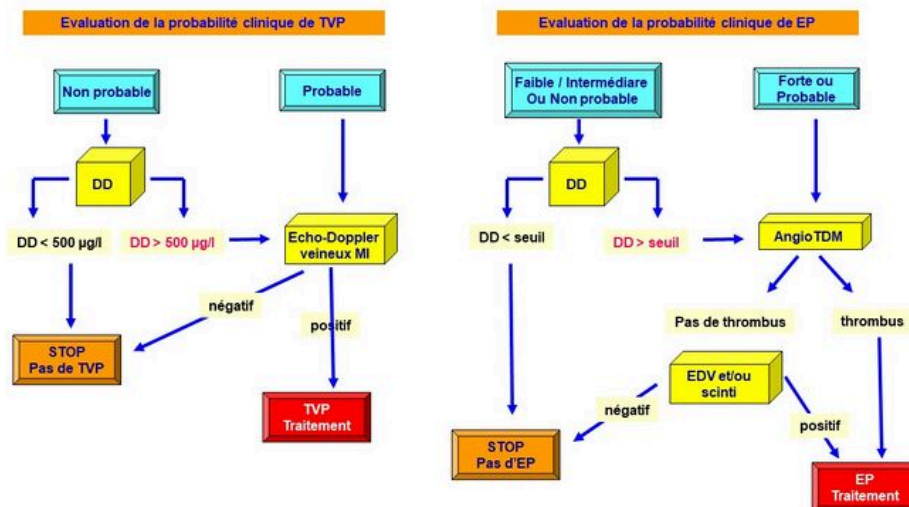 Evaluation de la probabilité clinique de TVP
Non probable
Probable
DD
DD < 500 µg/l
DD > 500 µg/l
Echo-Doppler
veineux MI
négatif
positif
STOP
Pas de TVP
TVP
Traitement
Evaluation de la probabilité clinique de EP
Faible / Intermédiare
Ou Non probable
Forte ou
Probable
DD
DD < seuil
DD > seuil
AngioTDM
Pas de thrombus
thrombus
EDV et/ou
scinti
négatif
positif
STOP
Pas d'EP
EP
Traitement